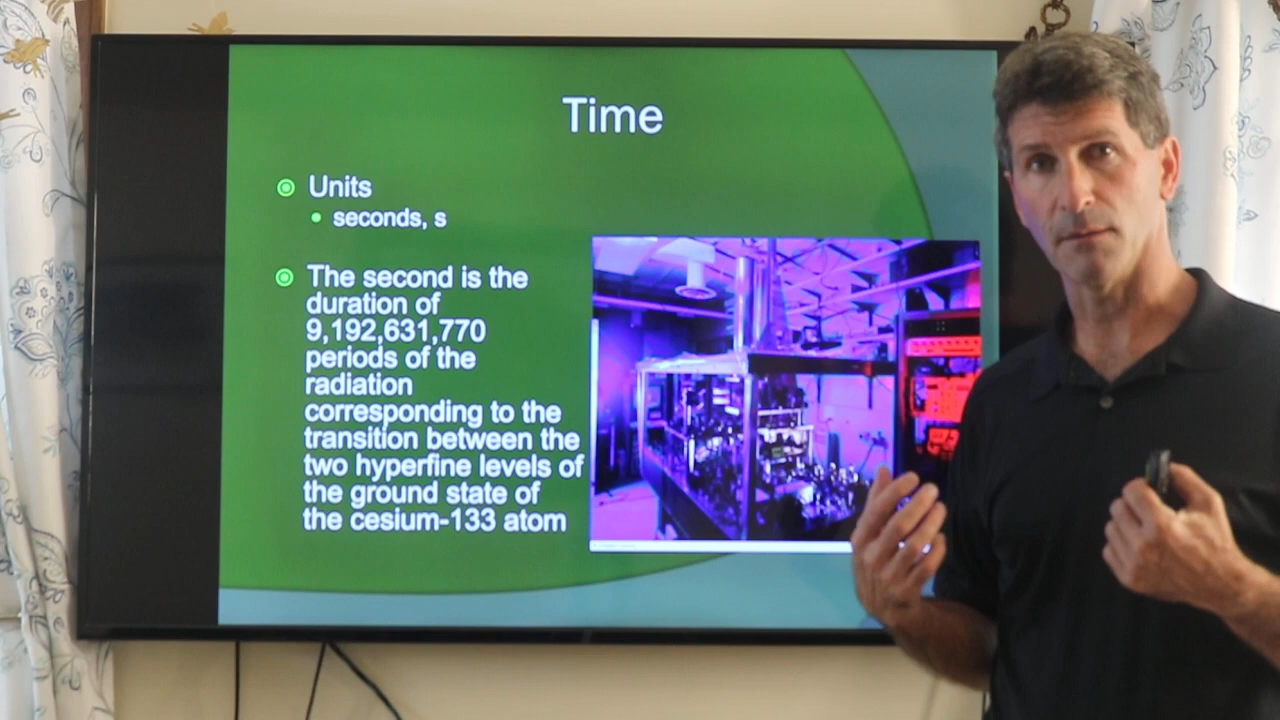 Time
Units
seconds, s
The second is the
duration of
9,192,631,770
periods of the
radiation
corresponding to the
transition between the
two hyperfine levels of
the ground state of
the cesium-133 atom